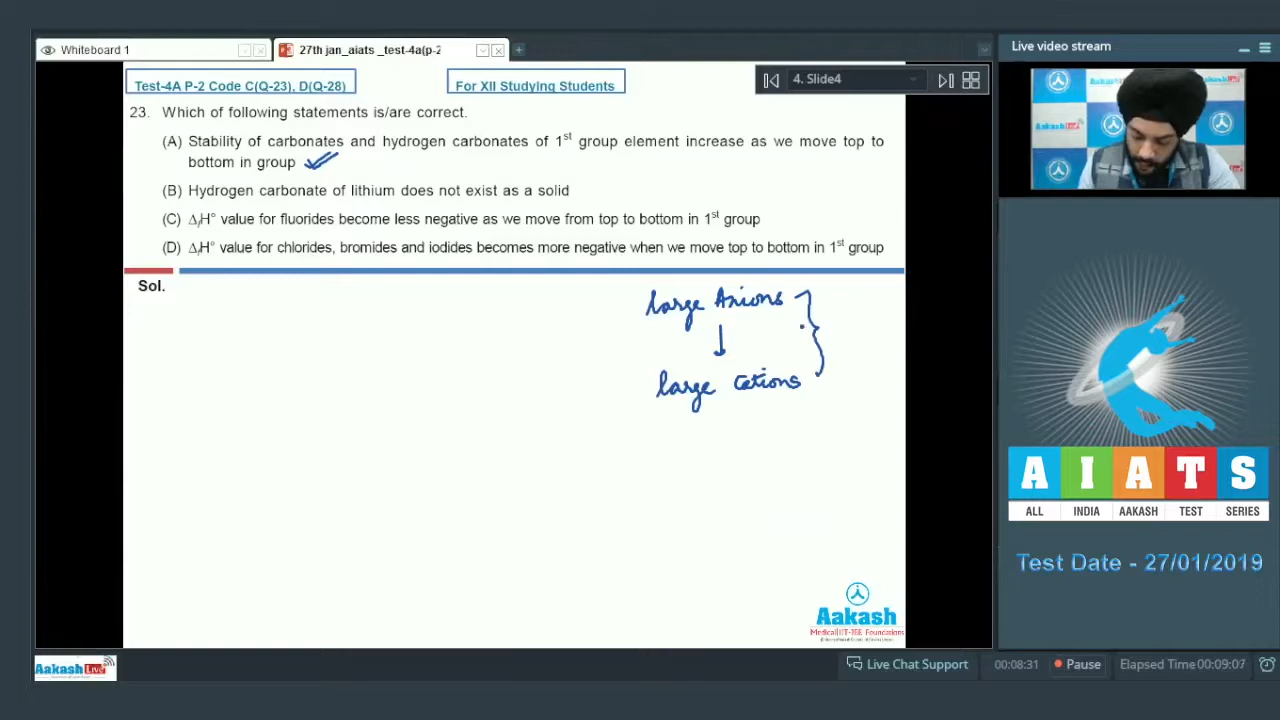 Whiteboard 1
27th jan_aiats _test-4a(p-2
Live video stream
Test-4A P-2 Code C(Q-23), D(Q-28)
For XII Studying Students
4. Slide4
23. Which of following statements is/are correct.
(A) Stability of carbonates and hydrogen carbonates of 1st group element increase as we move top to
bottom in group
(B) Hydrogen carbonate of lithium does not exist as a solid
(C) ΔfH° value for fluorides become less negative as we move from top to bottom in 1st group
(D) ΔfH° value for chlorides, bromides and iodides becomes more negative when we move top to bottom in 1st group
Sol.
large Anions
large cations
AIATS
ALL INDIA AAKASH TEST SERIES
Test Date - 27/01/2019
Aakash
Medical|IIT-JEE|Foundations
AakashLive
Live Chat Support
00:08:31
Pause
Elapsed Time 00:09:07